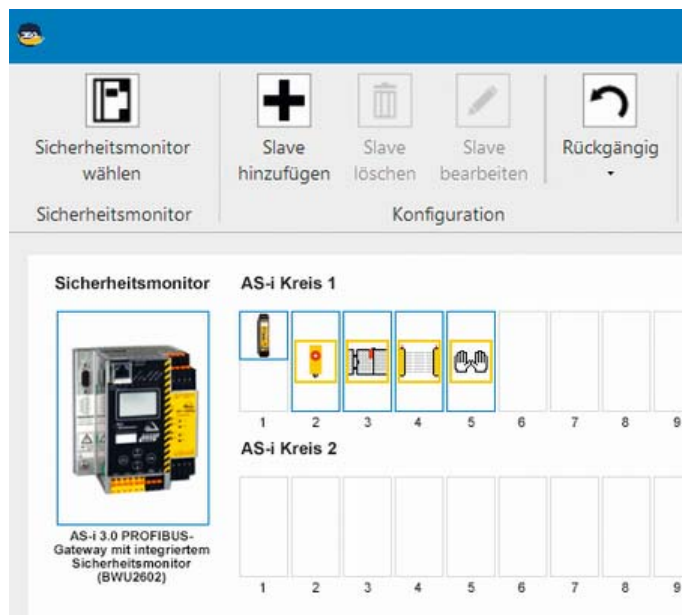 Sicherheitsmonitor
wählen
Sicherheitsmonitor
Slave
hinzufügen
Slave
löschen
Slave
bearbeiten
Konfiguration
Rückgängig
Sicherheitsmonitor
AS-i 3.0 PROFIBUS-
Gateway mit integriertem
Sicherheitsmonitor
(BWU2602)
AS-i Kreis 1
1 2 3 4 5 6 7 8 9
AS-i Kreis 2
1 2 3 4 5 6 7 8 9